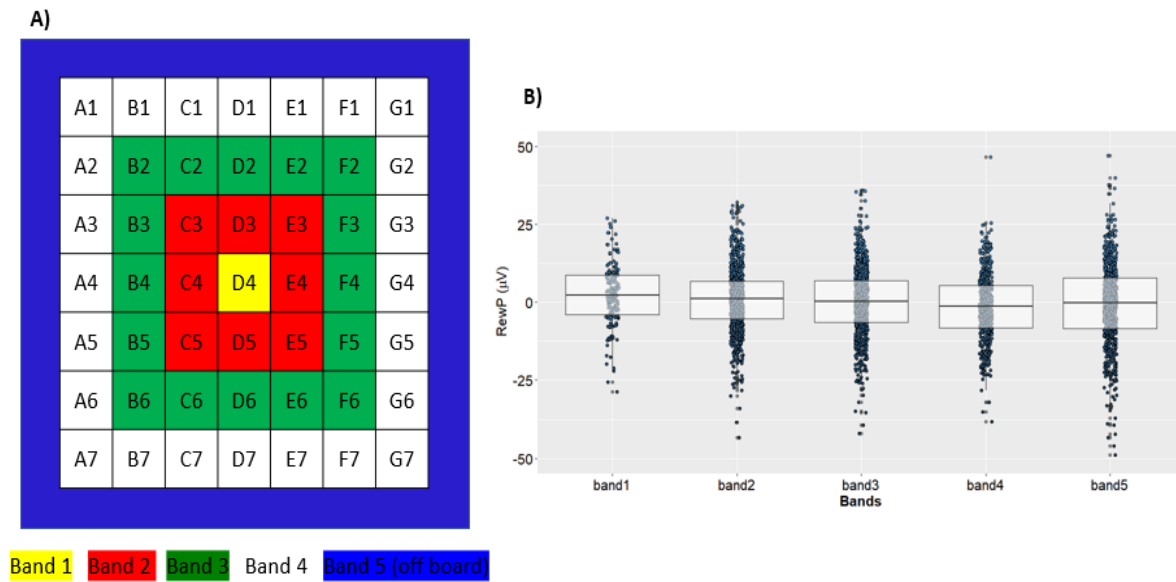 A)
A1 B1 C1 D1 E1 F1 G1
A2 B2 C2 D2 E2 F2 G2
A3 B3 C3 D3 E3 F3 G3
A4 B4 C4 D4 E4 F4 G4
A5 B5 C5 D5 E5 F5 G5
A6 B6 C6 D6 E6 F6 G6
A7 B7 C7 D7 E7 F7 G7
Band 1 Band 2 Band 3 Band 4 Band 5 (off board)
B)
RewP (µV)
50
25
0
-25
-50
band1 band2 band3 band4 band5
Bands